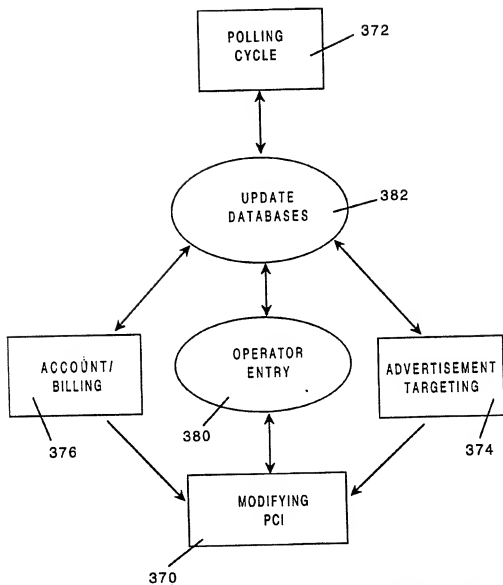 POLLING
CYCLE
372
UPDATE
DATABASES
382
ACCOUNT/
BILLING
376
OPERATOR
ENTRY
380
ADVERTISEMENT
TARGETING
374
MODIFYING
PCI
370